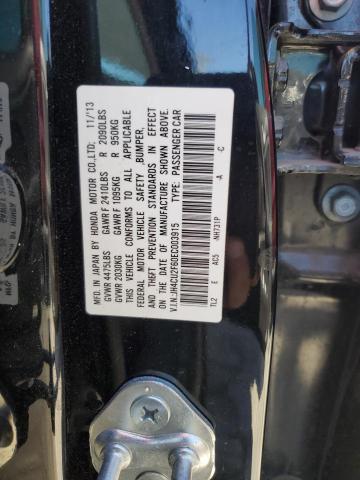 MFD. IN JAPAN BY HONDA MOTOR CO.,LTD; 11/13
GVWR 4475LBS GAWR F 2410LBS R 2090LBS
GVWR 2030KG GAWR F 1095KG R 950KG
THIS VEHICLE CONFORMS TO ALL APPLICABLE
FEDERAL MOTOR VEHICLE SAFETY ,BUMPER,
AND THEFT PREVENTION STANDARDS IN EFFECT
ON THE DATE OF MANUFACTURE SHOWN ABOVE.
V.I.N.:JH4CU2F60EC003915 TYPE: PASSENGER CAR
TL2 E AC5 NH731P -A -C